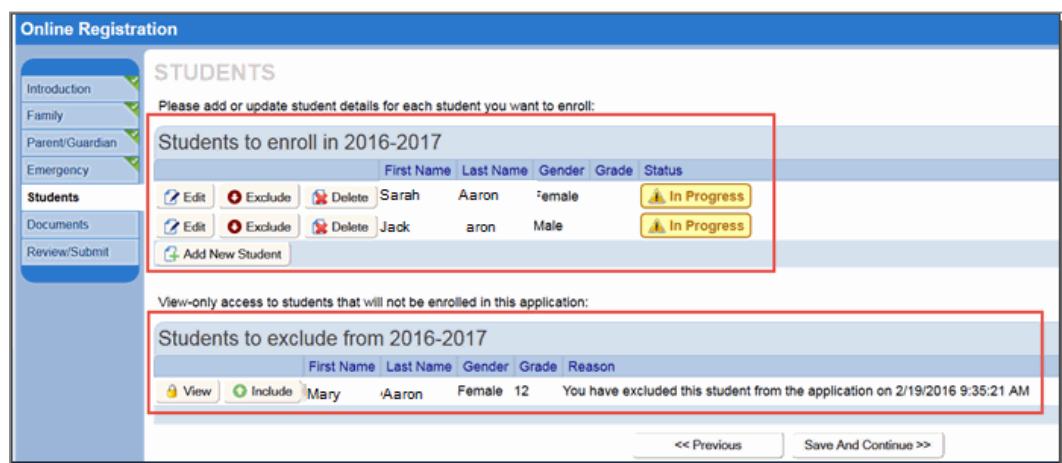 Online Registration
Introduction
Family
Parent/Guardian
Emergency
Students
Documents
Review/Submit
STUDENTS
Please add or update student details for each student you want to enroll:
Students to enroll in 2016-2017
First Name Last Name Gender Grade Status
Edit Exclude Delete Sarah Aaron Female In Progress
Edit Exclude Delete Jack aron Male In Progress
Add New Student
View-only access to students that will not be enrolled in this application:
Students to exclude from 2016-2017
First Name Last Name Gender Grade Reason
View Include Mary Aaron Female 12 You have excluded this student from the application on 2/19/2016 9:35:21 AM
<< Previous Save And Continue >>